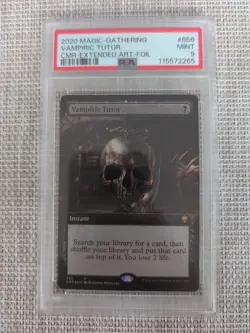 2020 MAGIC-GATHERING #656
VAMPIRIC TUTOR MINT
CMR EXTENDED ART-FOIL 9
PSA 115572265
Vampiric Tutor
Instant
Search your library for a card, then
shuffle your library and put that card
on top of it. You lose 2 life.